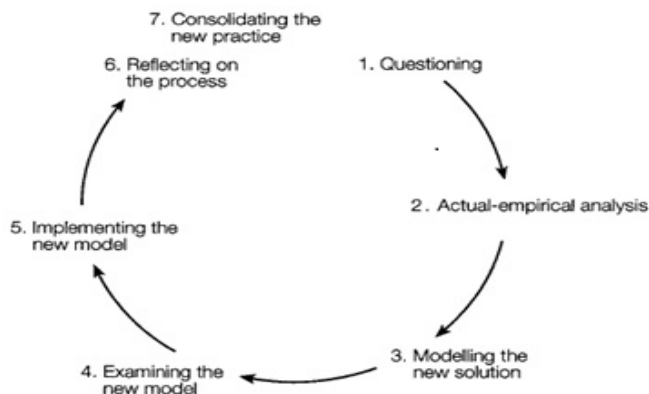 1. Questioning
2. Actual-empirical analysis
3. Modelling the
new solution
4. Examining the
new model
5. Implementing the
new model
6. Reflecting on
the process
7. Consolidating the
new practice